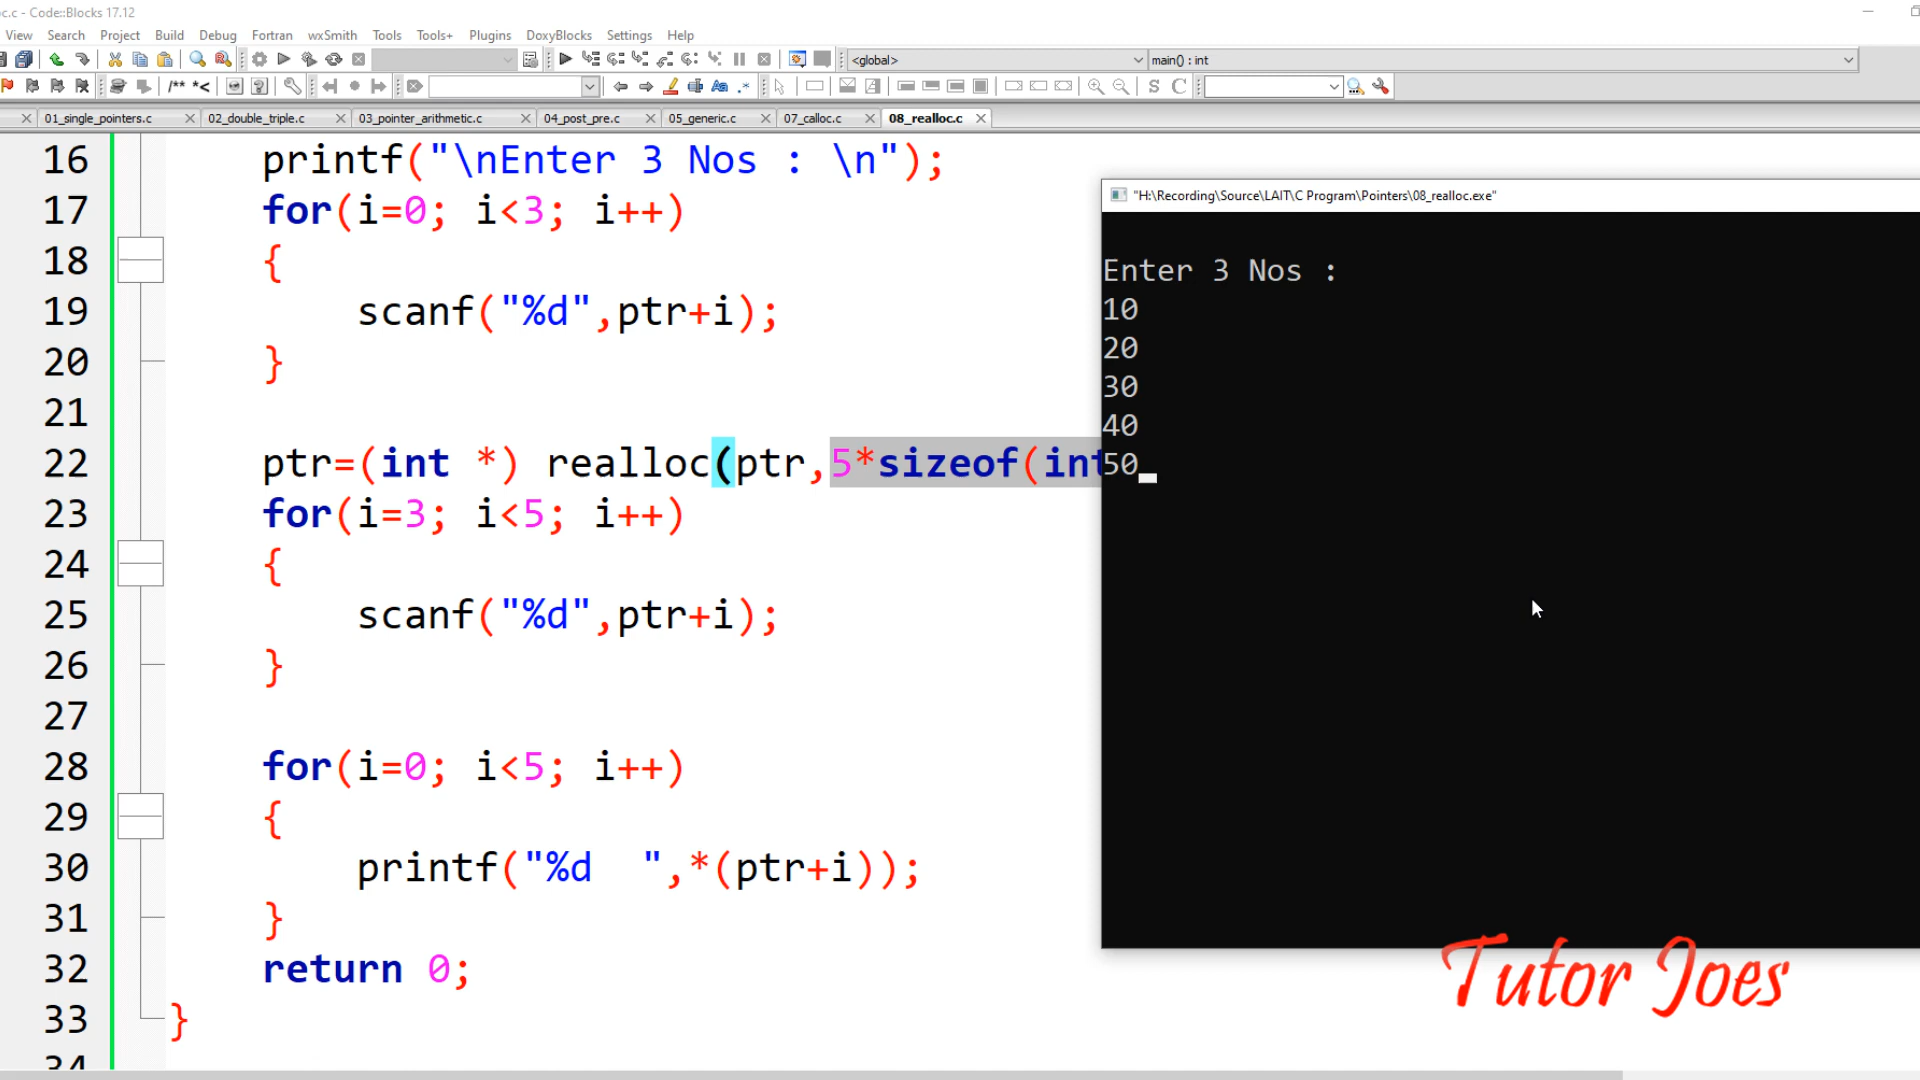 oc.c - Code::Blocks 17.12
View Search Project Build Debug Fortran wxSmith Tools Tools+ Plugins DoxyBlocks Settings Help
<global> main() : int
/** *< Aa .* S C
01_single_pointers.c 02_double_triple.c 03_pointer_arithmetic.c 04_post_pre.c 05_generic.c 07_calloc.c 08_realloc.c
16 printf("\nEnter 3 Nos : \n");
17 for(i=0; i<3; i++)
18 {
19 scanf("%d",ptr+i);
20 }
21
22 ptr=(int *) realloc(ptr,5*sizeof(int
23 for(i=3; i<5; i++)
24 {
25 scanf("%d",ptr+i);
26 }
27
28 for(i=0; i<5; i++)
29 {
30 printf("%d  ",*(ptr+i));
31 }
32 return 0;
33 }
34
"H:\Recording\Source\LAIT\C Program\Pointers\08_realloc.exe"
Enter 3 Nos :
10
20
30
40
50
Tutor Joes